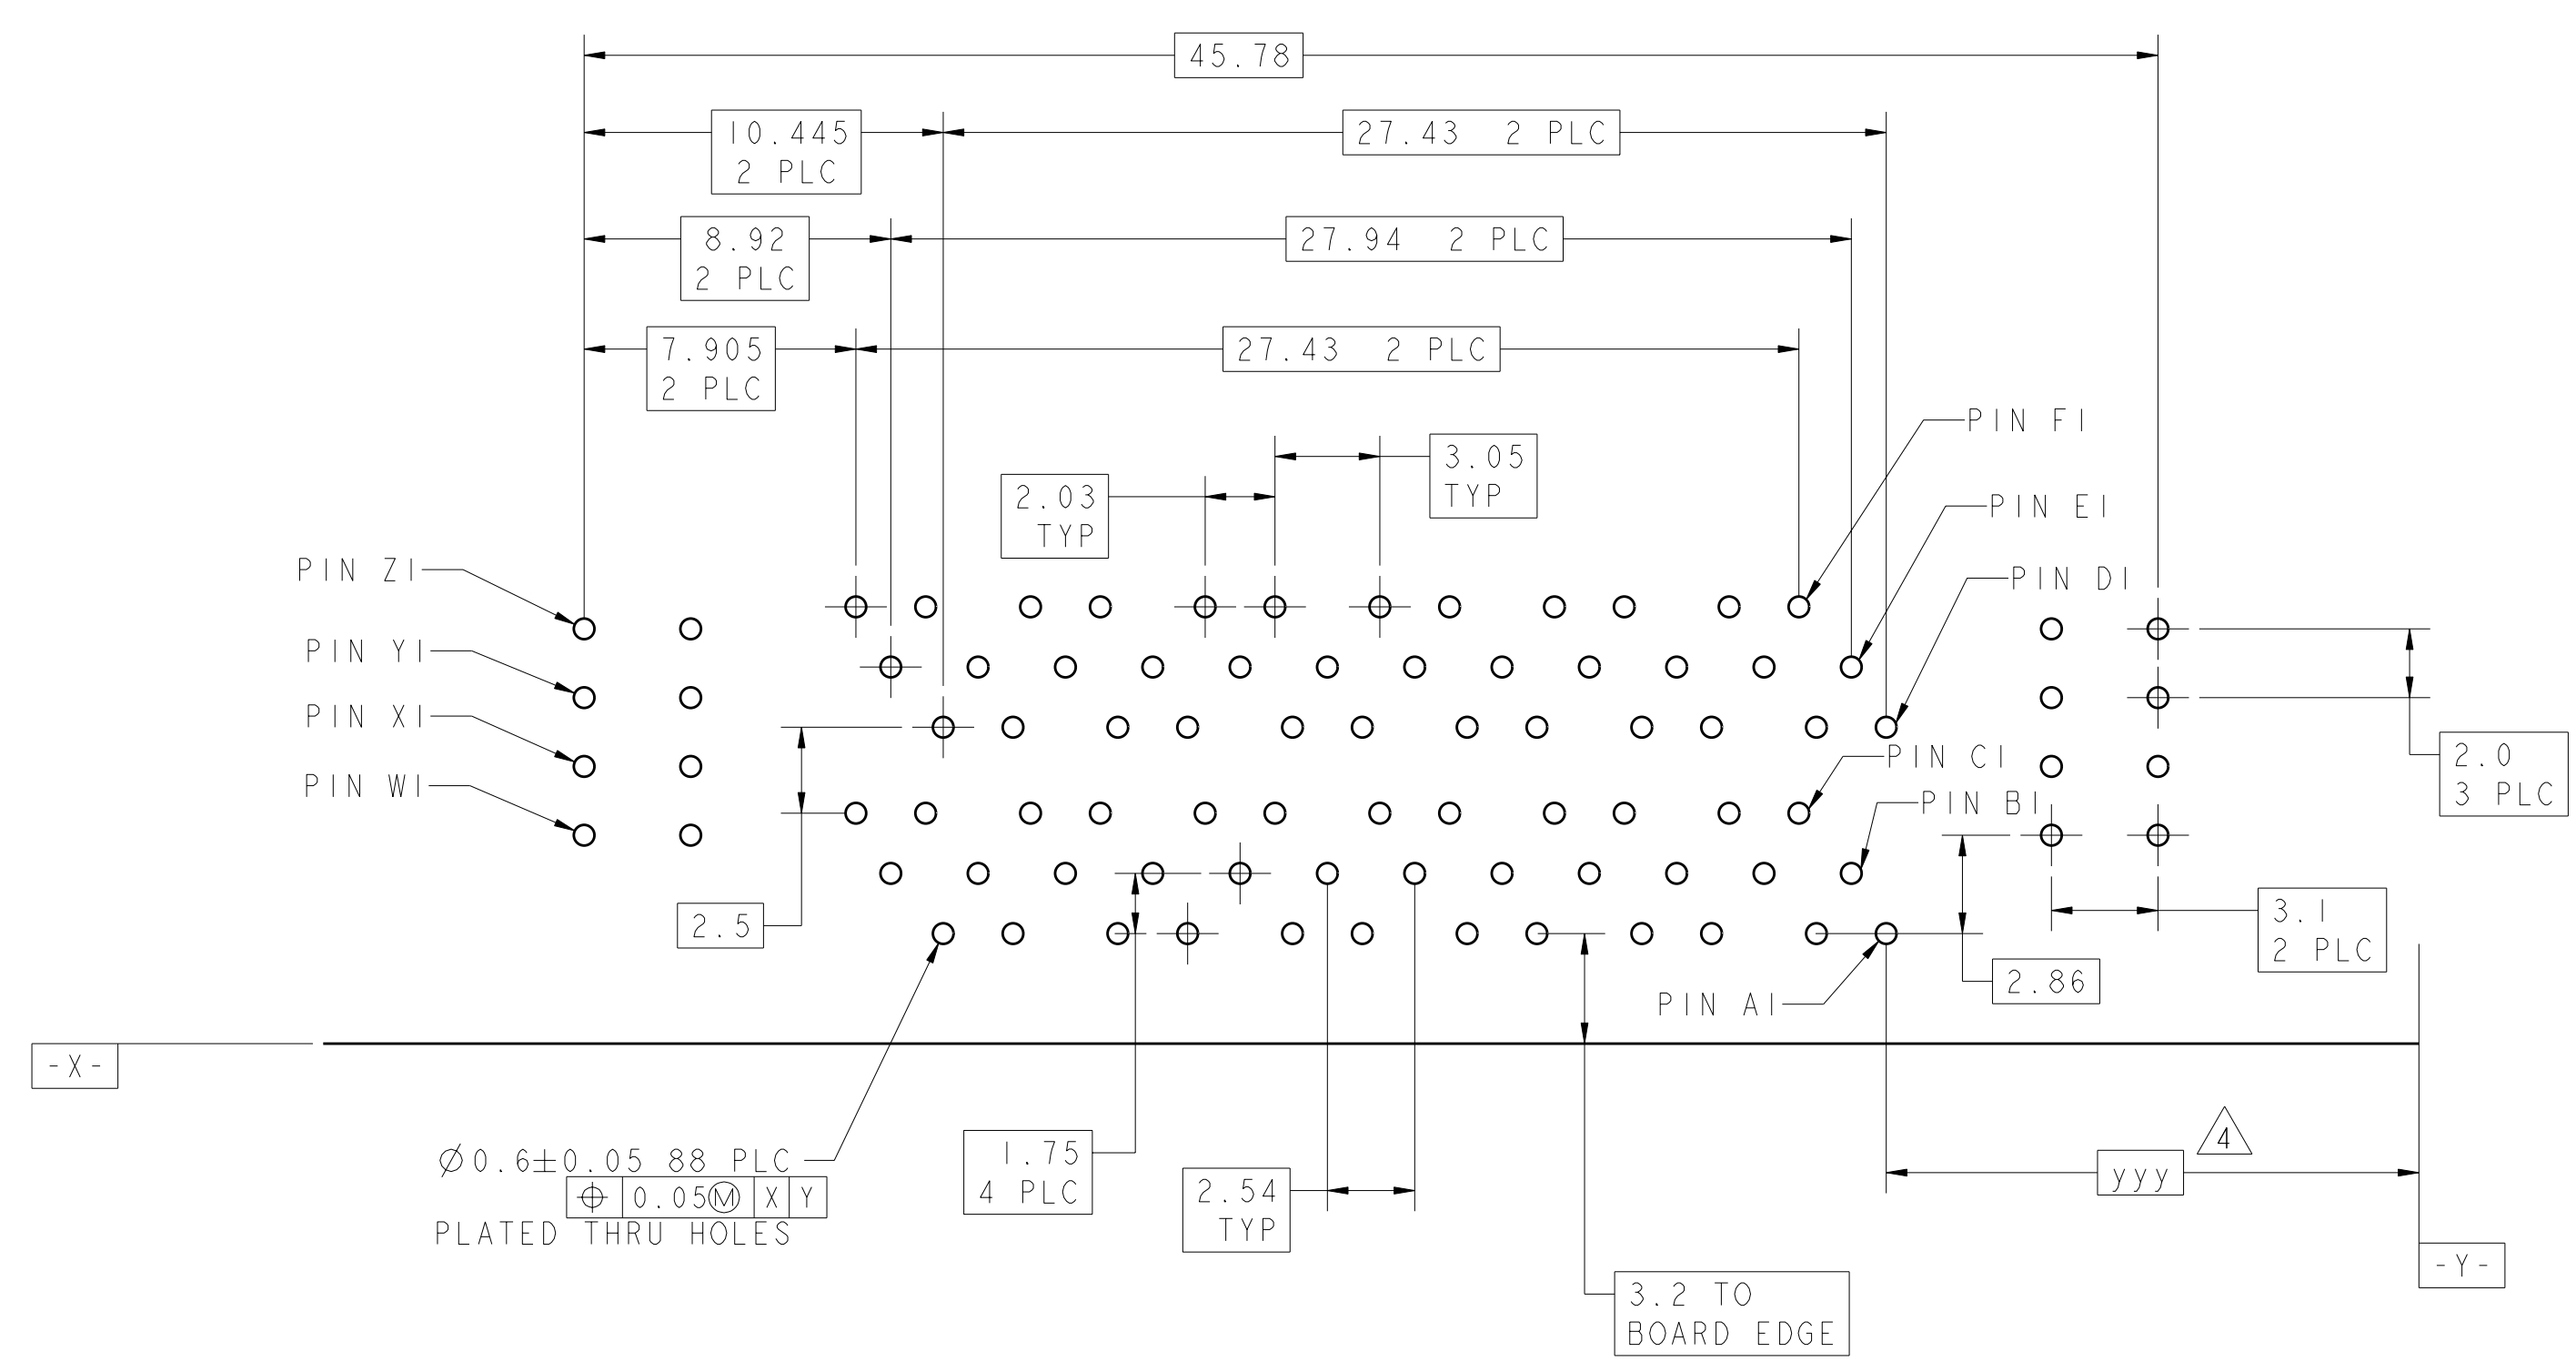 45.78
10.445
2 PLC
27.43 2 PLC
8.92
2 PLC
27.94 2 PLC
7.905
2 PLC
27.43 2 PLC
PIN F1
3.05
TYP
2.03
TYP
PIN E1
PIN Z1
PIN D1
PIN Y1
PIN X1
PIN C1
2.0
3 PLC
PIN W1
PIN B1
2.5
3.1
2 PLC
2.86
PIN A1
-X-
4
Ø0.6±0.05 88 PLC
1.75
4 PLC
yyy
⌖ 0.05Ⓜ X Y
2.54
TYP
PLATED THRU HOLES
-Y-
3.2 TO
BOARD EDGE